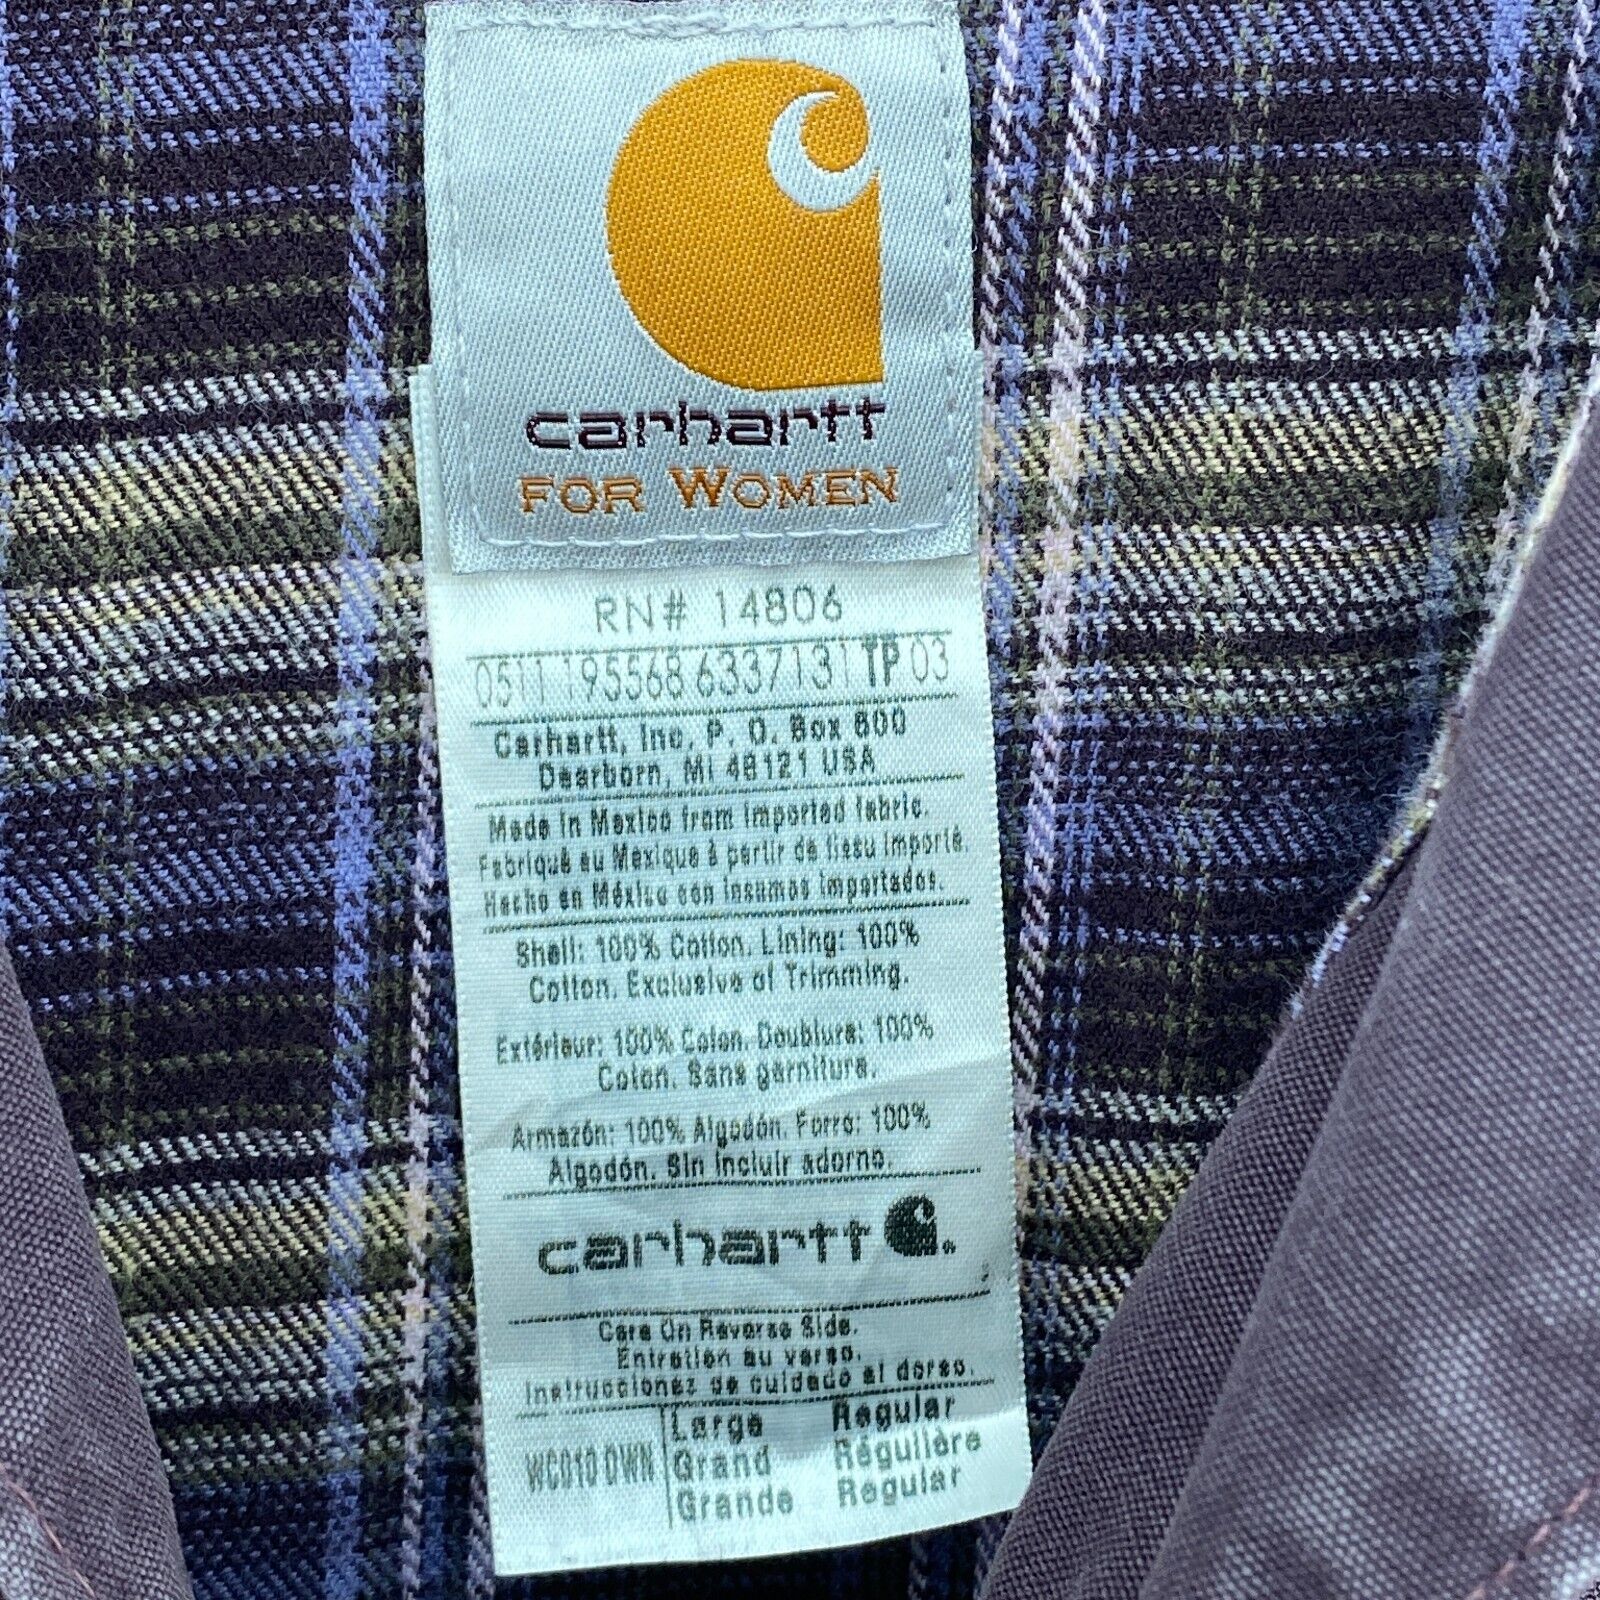 carhartt
FOR WOMEN
RN# 14806
0511 195568 6337131 TP 03
Carhartt, Inc. P. O. Box 600
Dearborn, MI 48121 USA
Made in Mexico from imported fabric.
Fabriqué au Mexique à partir de tissu importé.
Hecho en México con insumos importados.
Shell: 100% Cotton. Lining: 100%
Cotton. Exclusive of Trimming.
Extérieur: 100% Coton. Doublure: 100%
Coton. Sans garniture.
Armazón: 100% Algodón. Forro: 100%
Algodón. Sin incluir adorno.
carhartt ®
Care On Reverse Side.
Entretien au verso.
Instrucciones de cuidado al dorso.
Large Regular
WC010 DWN Grand Régulière
Grande Regular